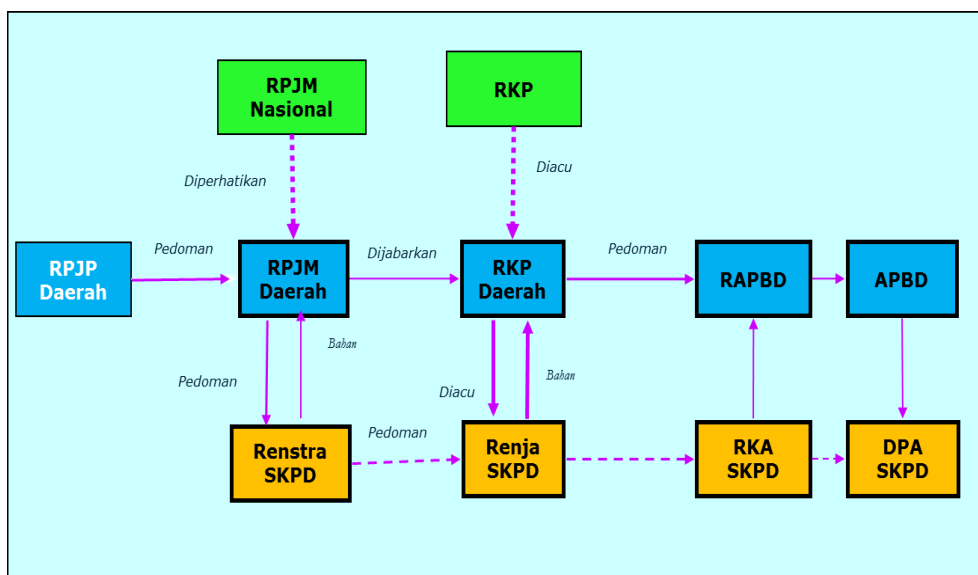 RPJM
Nasional
RKP
Diperhatikan
Diacu
RPJP
Daerah
Pedoman
RPJM
Daerah
Dijabarkan
RKP
Daerah
Pedoman
RAPBD
APBD
Pedoman
Bahan
Diacu
Bahan
Renstra
SKPD
Pedoman
Renja
SKPD
RKA
SKPD
DPA
SKPD